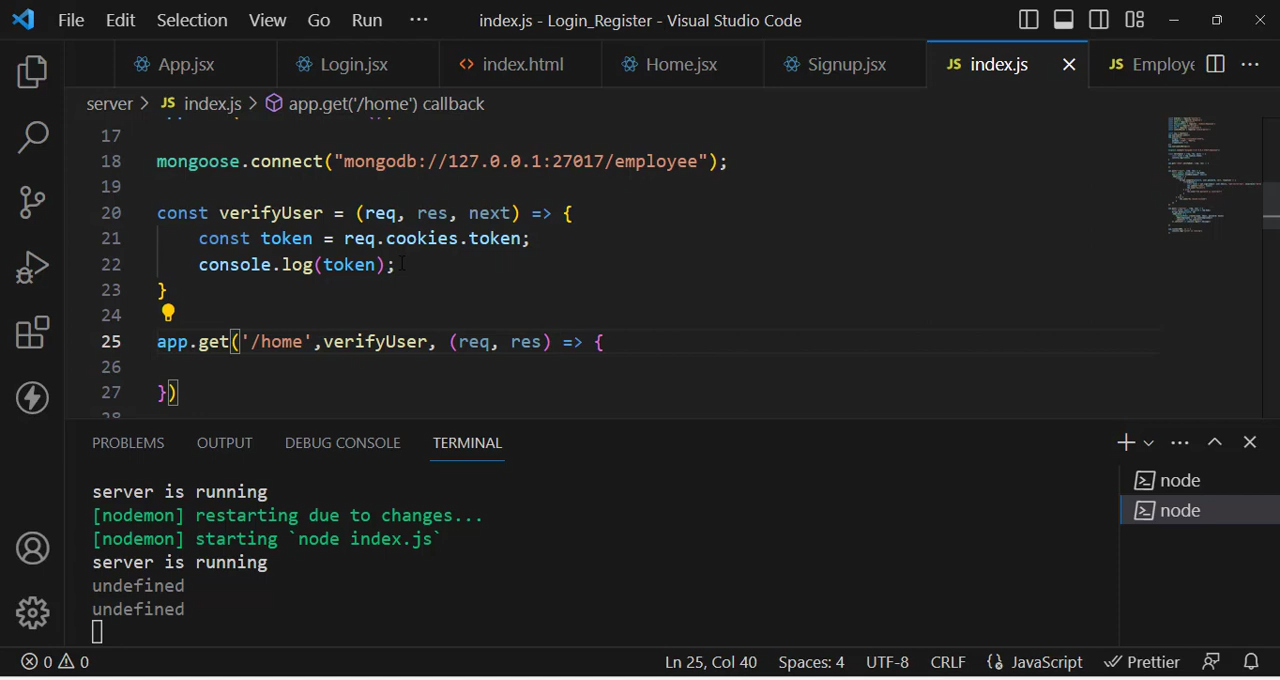 File Edit Selection View Go Run ··· index.js - Login_Register - Visual Studio Code
App.jsx Login.jsx index.html Home.jsx Signup.jsx JS index.js JS Employe ···
server > JS index.js > app.get('/home') callback
17
18 mongoose.connect("mongodb://127.0.0.1:27017/employee");
19
20 const verifyUser = (req, res, next) => {
21 const token = req.cookies.token;
22 console.log(token);
23 }
24
25 app.get('/home',verifyUser, (req, res) => {
26
27 })
PROBLEMS OUTPUT DEBUG CONSOLE TERMINAL
server is running
[nodemon] restarting due to changes...
[nodemon] starting `node index.js`
server is running
undefined
undefined
node
node
0 0 Ln 25, Col 40 Spaces: 4 UTF-8 CRLF {} JavaScript Prettier